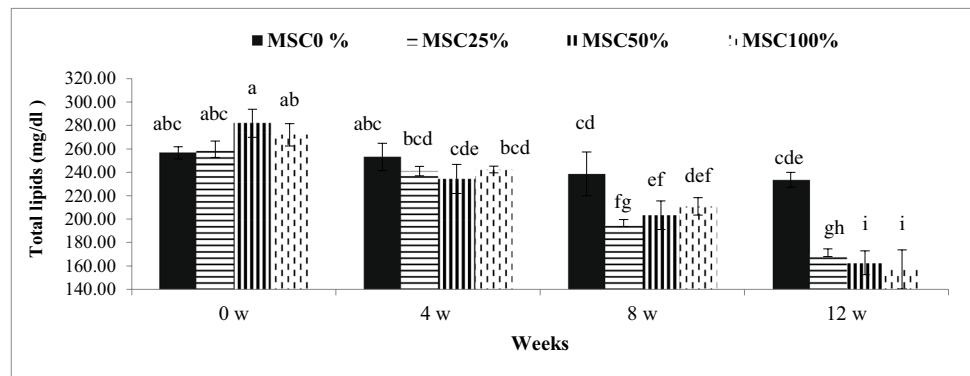 MSC0 % MSC25% MSC50% MSC100%
Total lipids (mg/dl )
320.00
300.00
280.00
260.00
240.00
220.00
200.00
180.00
160.00
140.00
abc abc a ab
abc bcd cde bcd
cd fg ef def
cde gh i i
0 w 4 w 8 w 12 w
Weeks